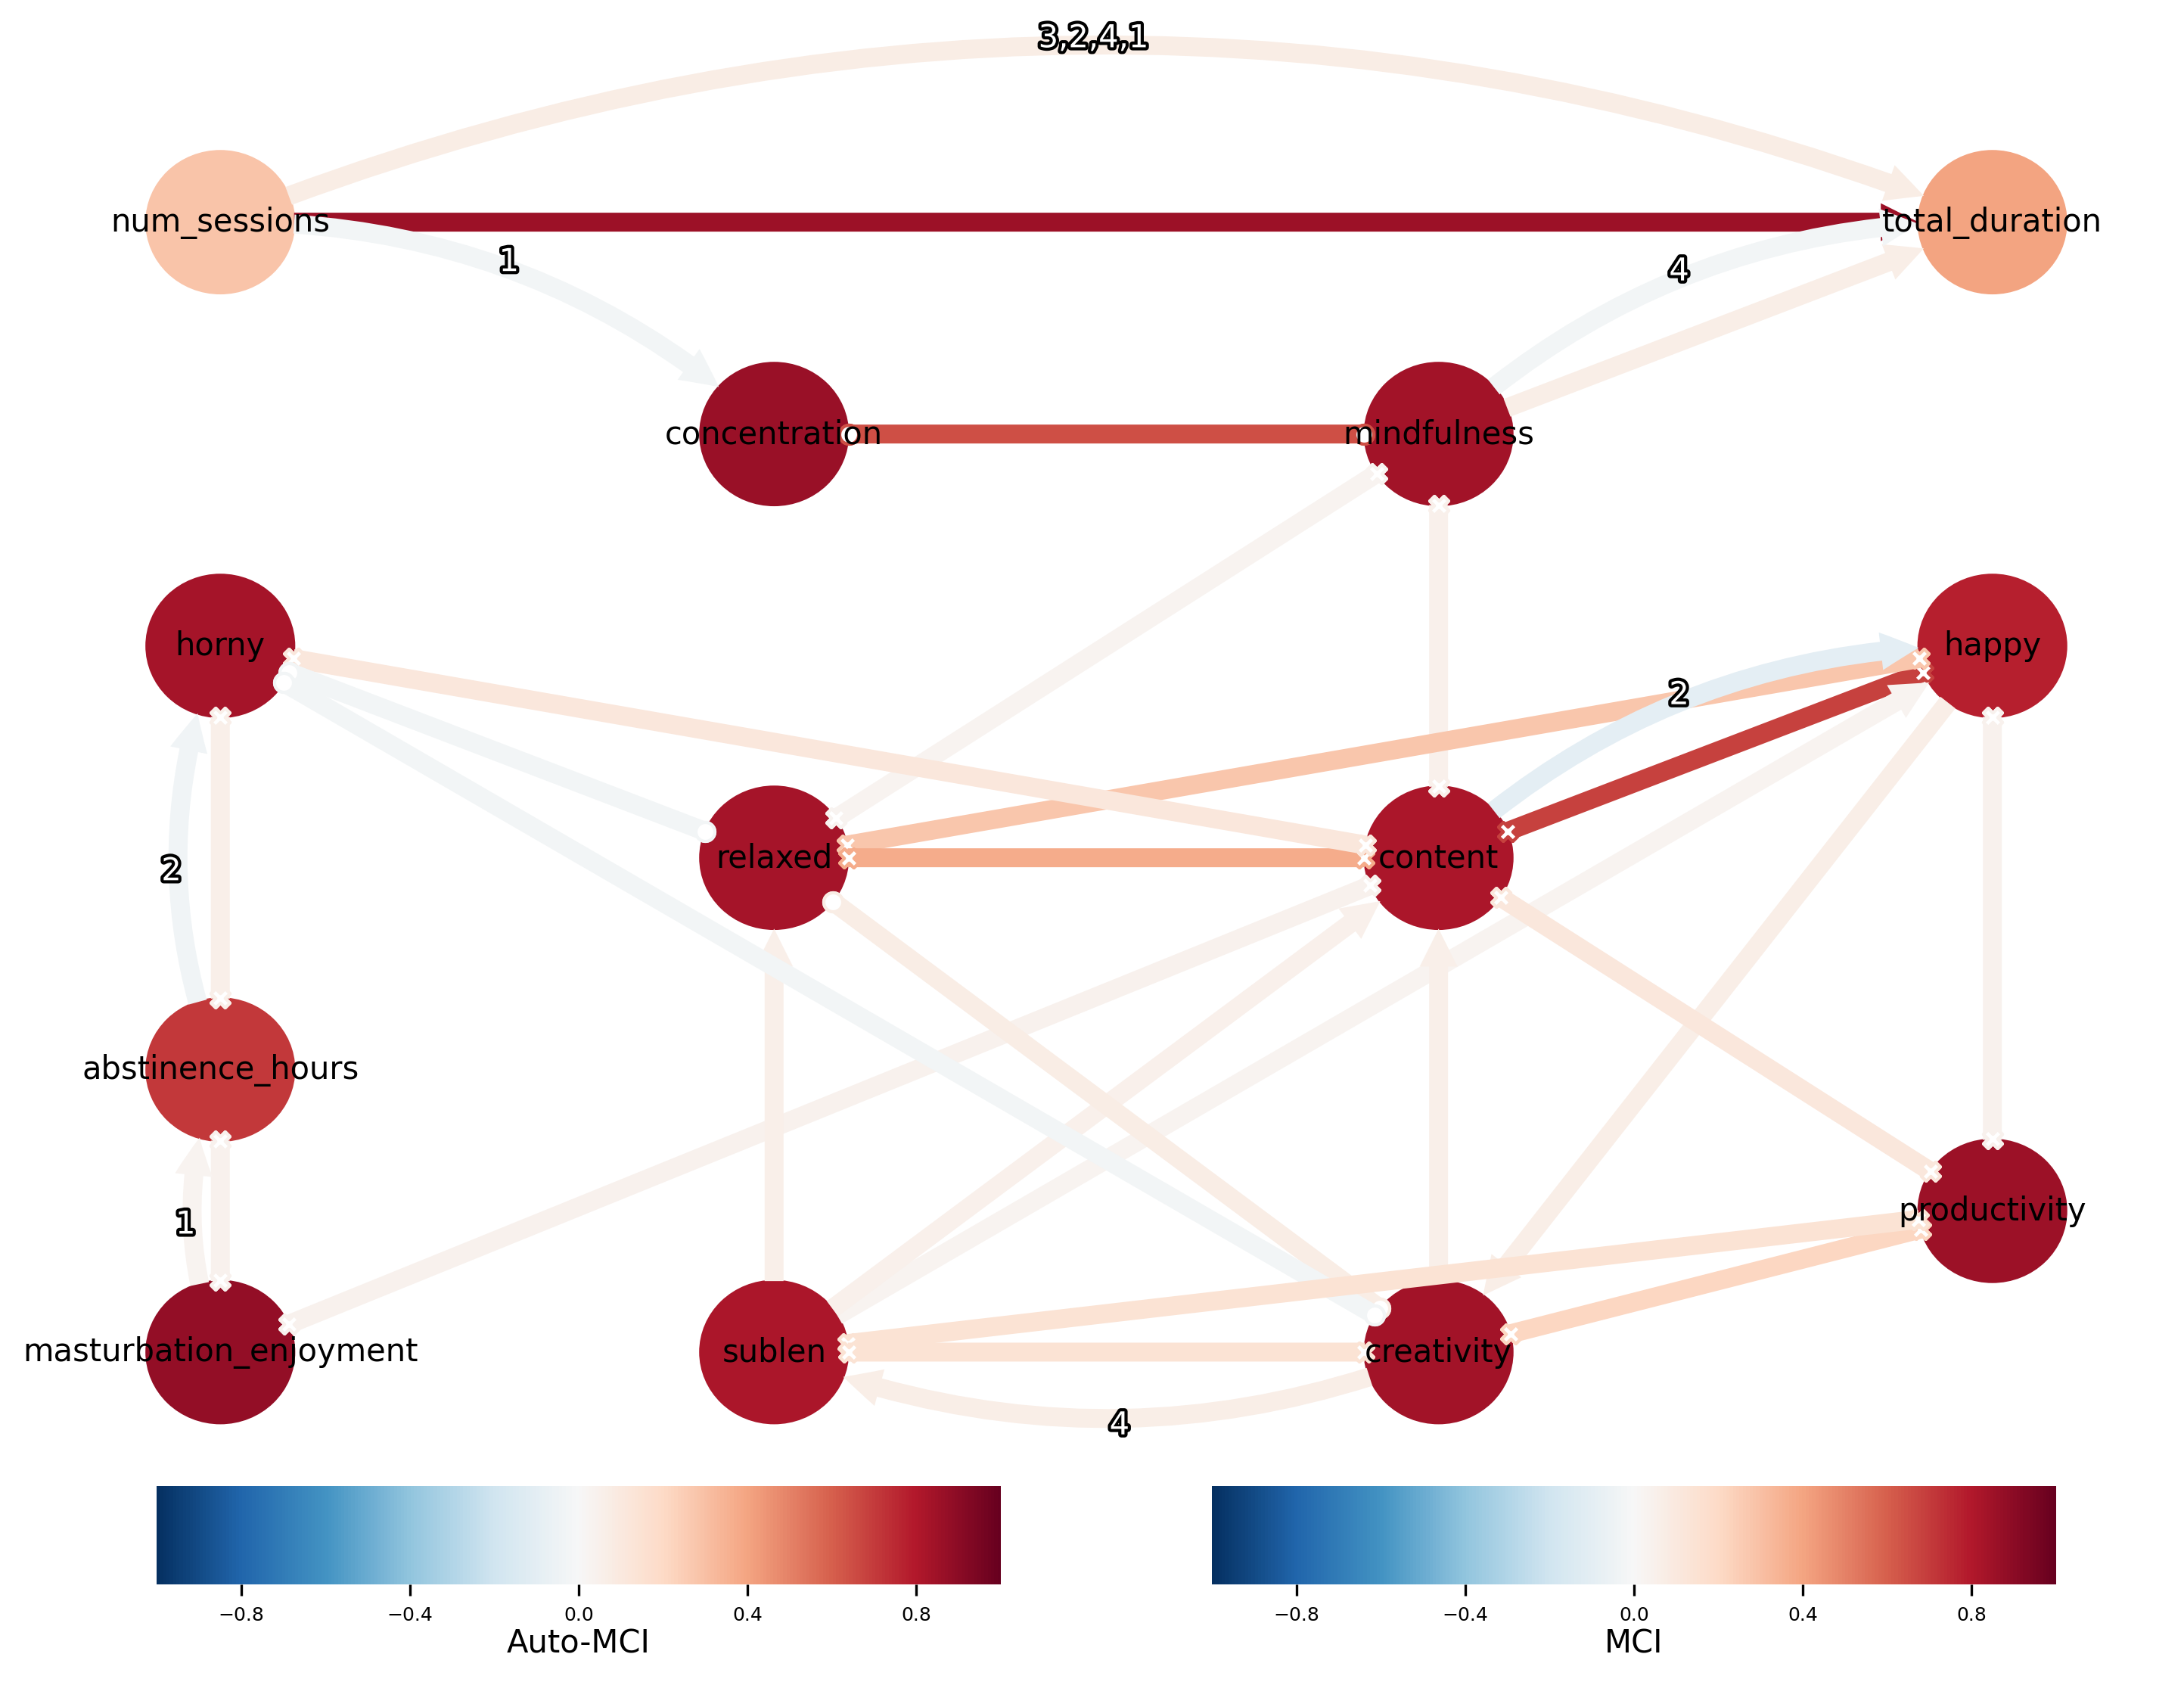 3,2,4,1
num_sessions
total_duration
1
4
concentration
mindfulness
horny
happy
2
2
relaxed
content
abstinence_hours
1
productivity
masturbation_enjoyment
sublen
creativity
4
−0.8 −0.4 0.0 0.4 0.8
Auto-MCI
−0.8 −0.4 0.0 0.4 0.8
MCI